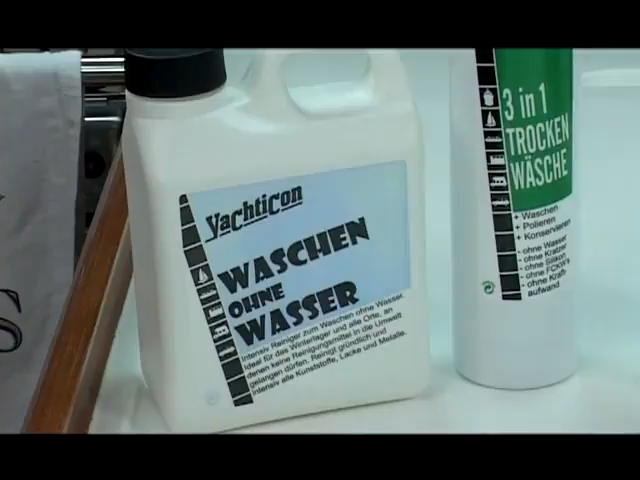 Yachticon
WASCHEN
OHNE
WASSER
Intensiv Reiniger zum Waschen ohne Wasser.
Ideal für das Winterlager und alle Orte, an
denen keine Reinigungsmittel in die Umwelt
gelangen dürfen. Reinigt gründlich und
intensiv alle Kunststoffe, Lacke und Metalle.
3 in 1
TROCKEN
WÄSCHE
+ Waschen
+ Polieren
+ Konservieren
- ohne Wasser
- ohne Kratzer
- ohne Silikon
- ohne FCKW's
- ohne Kraft-
aufwand